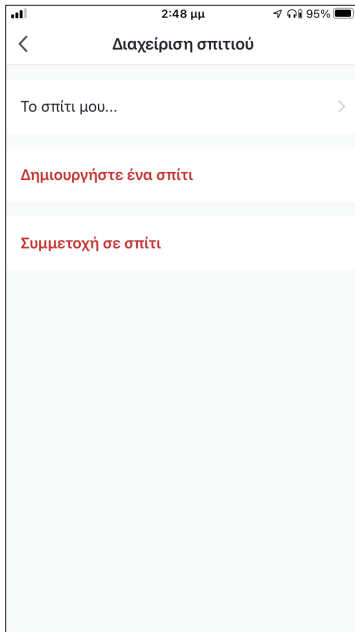 2:48 μμ 95%
Διαχείριση σπιτιού
Το σπίτι μου...
Δημιουργήστε ένα σπίτι
Συμμετοχή σε σπίτι